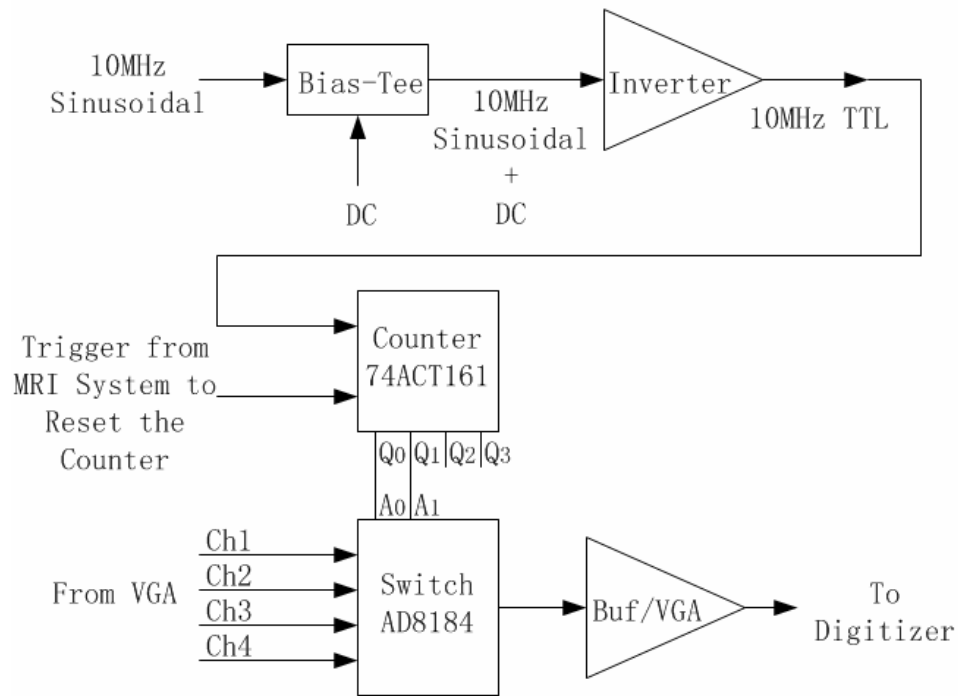 10MHz
Sinusoidal
Bias-Tee
DC
10MHz
Sinusoidal
+
DC
Inverter
10MHz TTL
Trigger from
MRI System to
Reset the
Counter
Counter
74ACT161
Q0 Q1 Q2 Q3
A0 A1
From VGA
Ch1
Ch2
Ch3
Ch4
Switch
AD8184
Buf/VGA
To
Digitizer